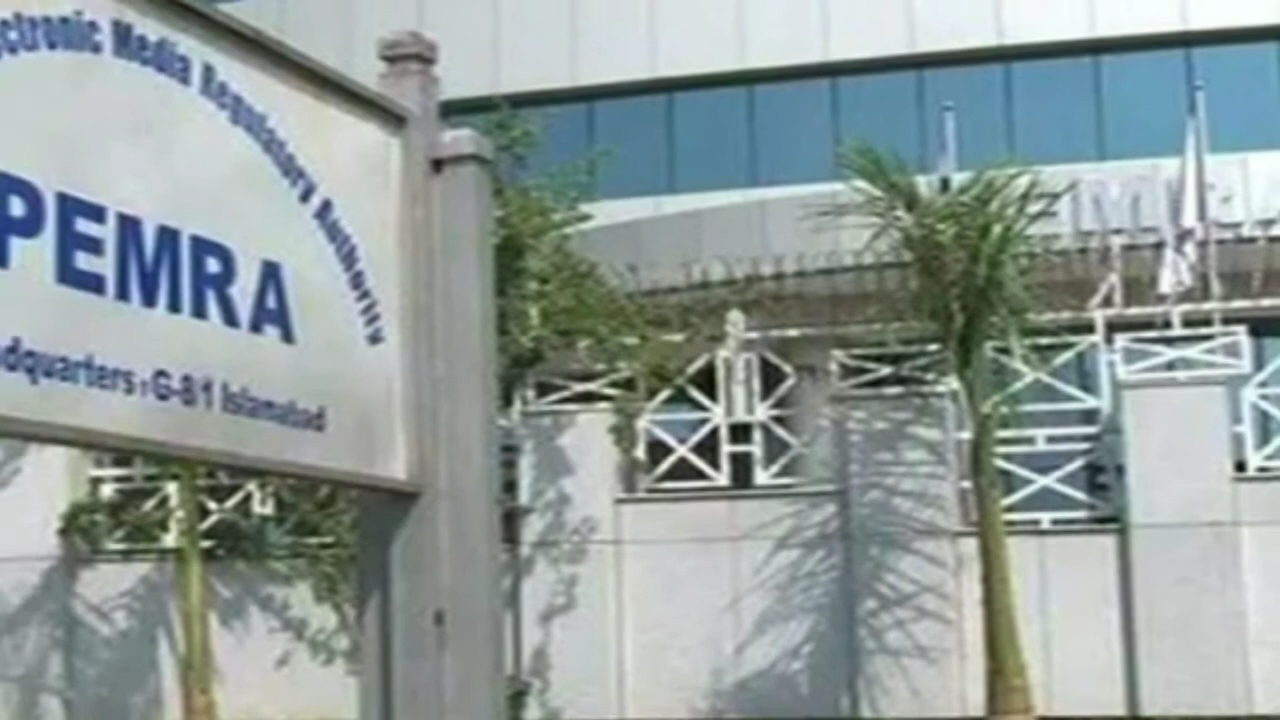 ctronic Media Regulatory Authority
PEMRA
dquarters, G-8/1 Islamabad